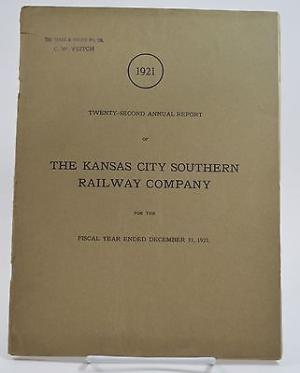 C. W. VEITCH
1921
TWENTY-SECOND ANNUAL REPORT
OF
THE KANSAS CITY SOUTHERN
RAILWAY COMPANY
FOR THE
FISCAL YEAR ENDED DECEMBER 31, 1921.